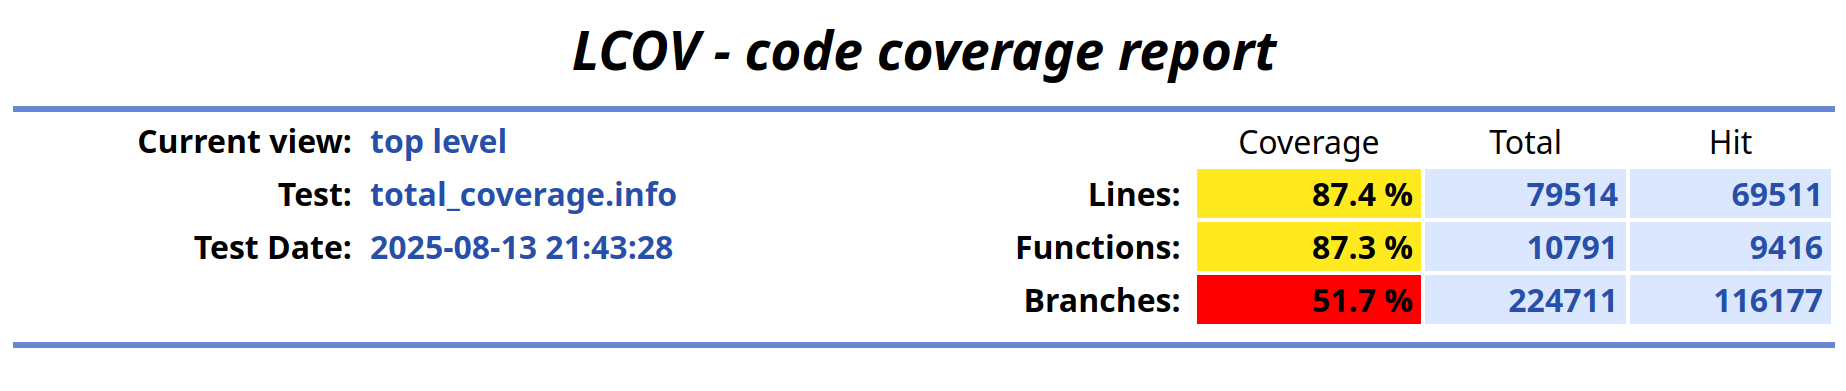 LCOV - code coverage report
Current view: top level
Test: total_coverage.info
Test Date: 2025-08-13 21:43:28
Coverage Total Hit
Lines: 87.4 % 79514 69511
Functions: 87.3 % 10791 9416
Branches: 51.7 % 224711 116177